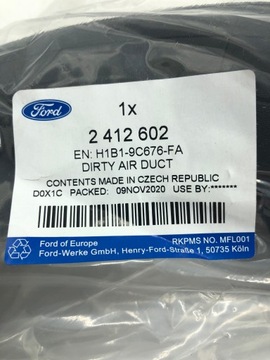 Ford
1x
2 412 602
EN: H1B1-9C676-FA
DIRTY AIR DUCT
CONTENTS MADE IN CZECH REPUBLIC
D0X1C PACKED: 09NOV2020 USE BY:*******
Ford of Europe RKPMS NO. MFL001
Ford-Werke GmbH, Henry-Ford-Straße 1, 50735 Köln